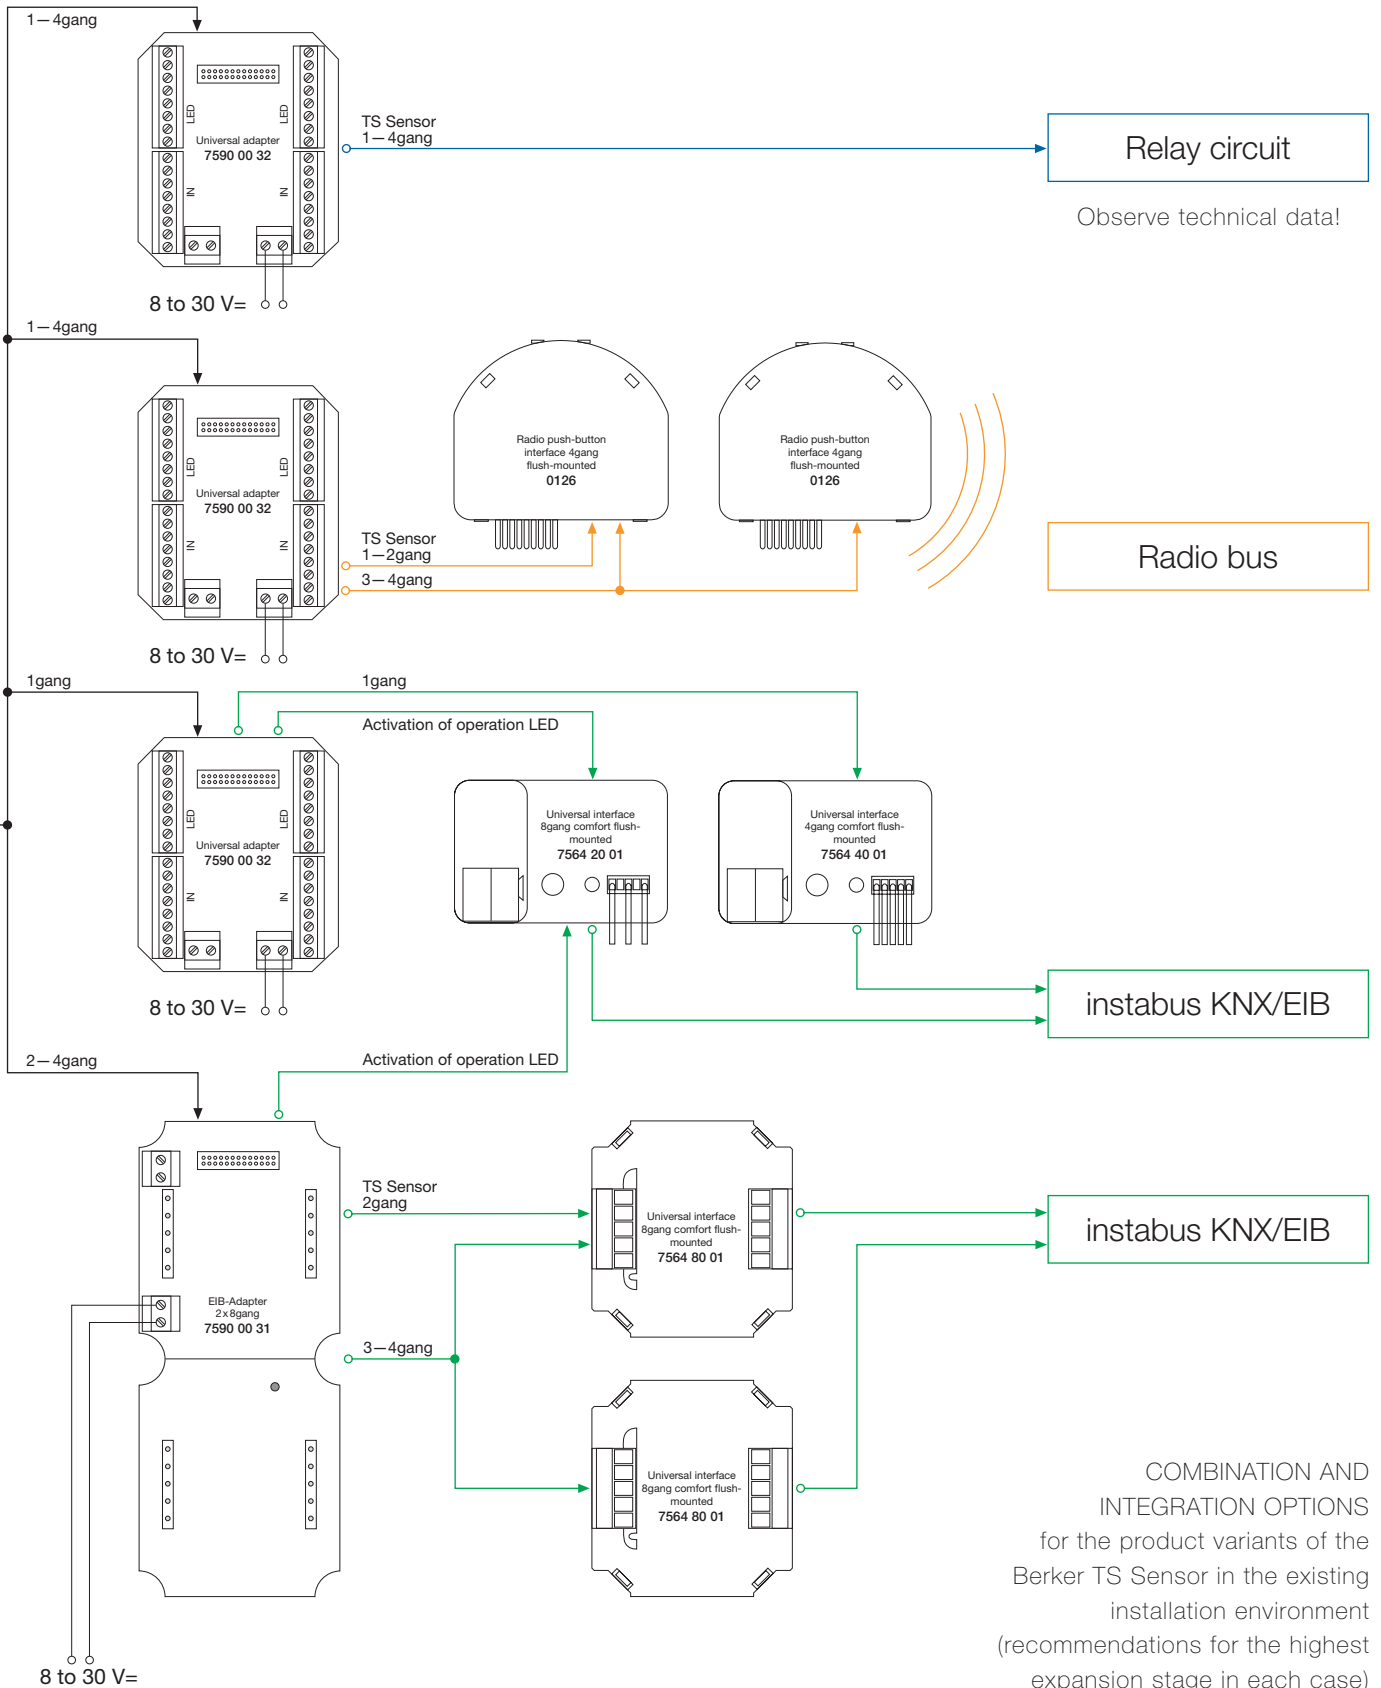 1—4gang
LED
LED
Universal adapter
7590 00 32
IN
IN
TS Sensor
1—4gang
Relay circuit
Observe technical data!
8 to 30 V=
1—4gang
LED
LED
Universal adapter
7590 00 32
IN
IN
Radio push-button
interface 4gang
flush-mounted
0126
Radio push-button
interface 4gang
flush-mounted
0126
TS Sensor
1—2gang
3—4gang
Radio bus
8 to 30 V=
1gang
1gang
Activation of operation LED
LED
LED
Universal adapter
7590 00 32
IN
IN
Universal interface
8gang comfort flush-
mounted
7564 20 01
Universal interface
4gang comfort flush-
mounted
7564 40 01
8 to 30 V=
instabus KNX/EIB
2—4gang
Activation of operation LED
TS Sensor
2gang
Universal interface
8gang comfort flush-
mounted
7564 80 01
instabus KNX/EIB
EIB-Adapter
2x8gang
7590 00 31
3—4gang
Universal interface
8gang comfort flush-
mounted
7564 80 01
8 to 30 V=
COMBINATION AND
INTEGRATION OPTIONS
for the product variants of the
Berker TS Sensor in the existing
installation environment
(recommendations for the highest
expansion stage in each case)